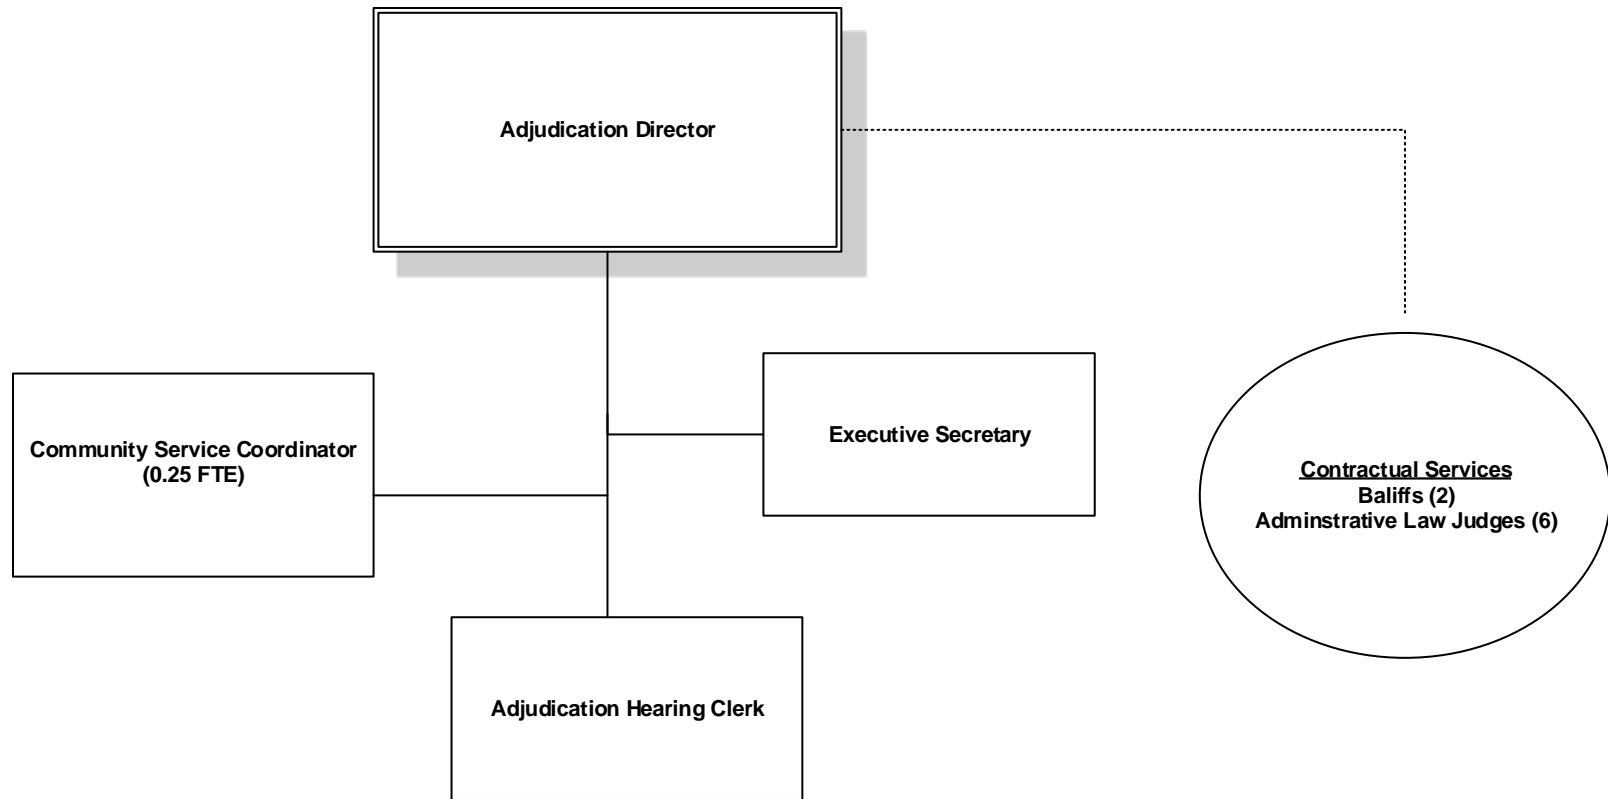 Adjudication Director
Executive Secretary
Community Service Coordinator
(0.25 FTE)
Contractual Services
Baliffs (2)
Adminstrative Law Judges (6)
Adjudication Hearing Clerk